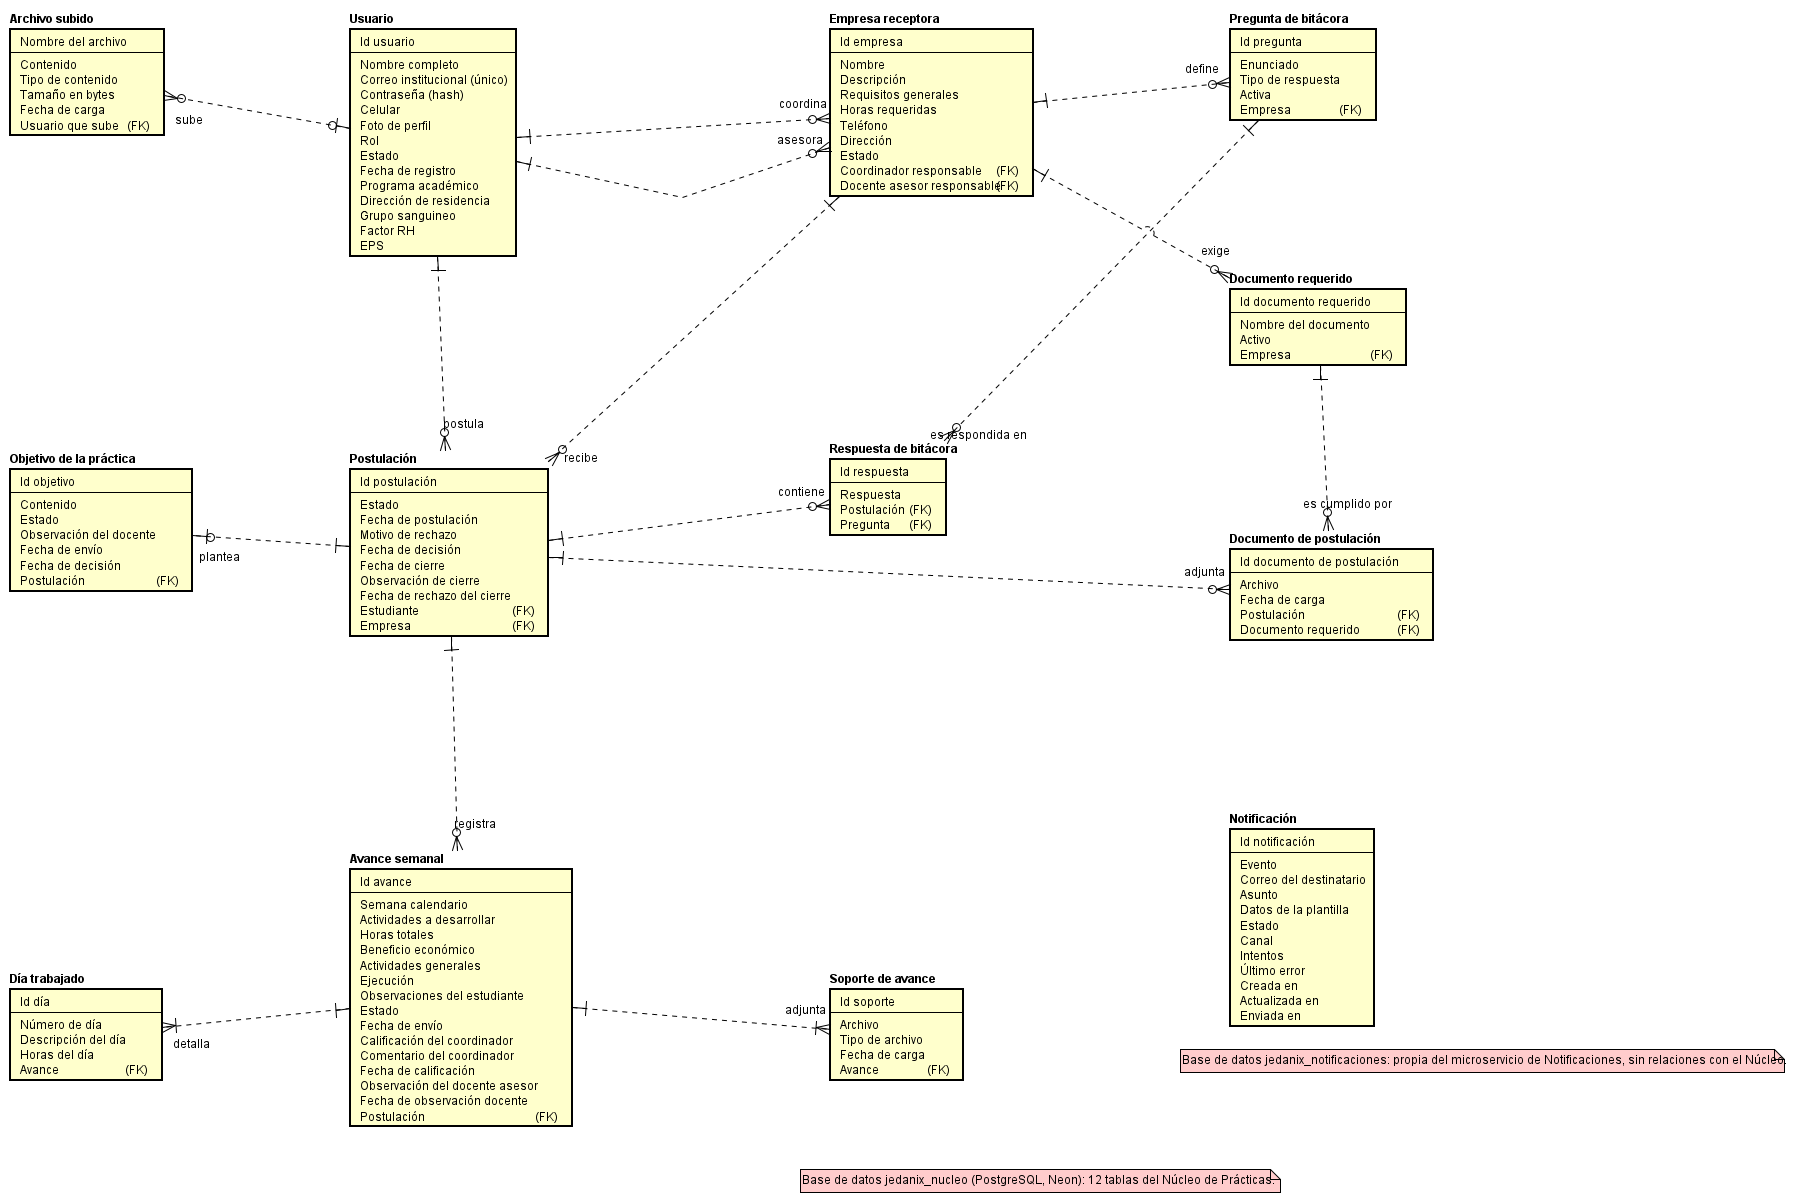 Archivo subido
Nombre del archivo
Contenido
Tipo de contenido
Tamaño en bytes
Fecha de carga
Usuario que sube (FK)
sube
Usuario
Id usuario
Nombre completo
Correo institucional (único)
Contraseña (hash)
Celular
Foto de perfil
Rol
Estado
Fecha de registro
Programa académico
Dirección de residencia
Grupo sanguineo
Factor RH
EPS
coordina
asesora
Empresa receptora
Id empresa
Nombre
Descripción
Requisitos generales
Horas requeridas
Teléfono
Dirección
Estado
Coordinador responsable (FK)
Docente asesor responsable (FK)
define
Pregunta de bitácora
Id pregunta
Enunciado
Tipo de respuesta
Activa
Empresa (FK)
exige
Documento requerido
Id documento requerido
Nombre del documento
Activo
Empresa (FK)
postula
recibe
es respondida en
Objetivo de la práctica
Id objetivo
Contenido
Estado
Observación del docente
Fecha de envío
Fecha de decisión
Postulación (FK)
plantea
Postulación
Id postulación
Estado
Fecha de postulación
Motivo de rechazo
Fecha de decisión
Fecha de cierre
Observación de cierre
Fecha de rechazo del cierre
Estudiante (FK)
Empresa (FK)
contiene
Respuesta de bitácora
Id respuesta
Respuesta
Postulación (FK)
Pregunta (FK)
es cumplido por
adjunta
Documento de postulación
Id documento de postulación
Archivo
Fecha de carga
Postulación (FK)
Documento requerido (FK)
registra
Avance semanal
Id avance
Semana calendario
Actividades a desarrollar
Horas totales
Beneficio económico
Actividades generales
Ejecución
Observaciones del estudiante
Estado
Fecha de envío
Calificación del coordinador
Comentario del coordinador
Fecha de calificación
Observación del docente asesor
Fecha de observación docente
Postulación (FK)
Día trabajado
Id día
Número de día
Descripción del día
Horas del día
Avance (FK)
detalla
adjunta
Soporte de avance
Id soporte
Archivo
Tipo de archivo
Fecha de carga
Avance (FK)
Notificación
Id notificación
Evento
Correo del destinatario
Asunto
Datos de la plantilla
Estado
Canal
Intentos
Último error
Creada en
Actualizada en
Enviada en
Base de datos jedanix_notificaciones: propia del microservicio de Notificaciones, sin relaciones con el Núcleo.
Base de datos jedanix_nucleo (PostgreSQL, Neon): 12 tablas del Núcleo de Prácticas.